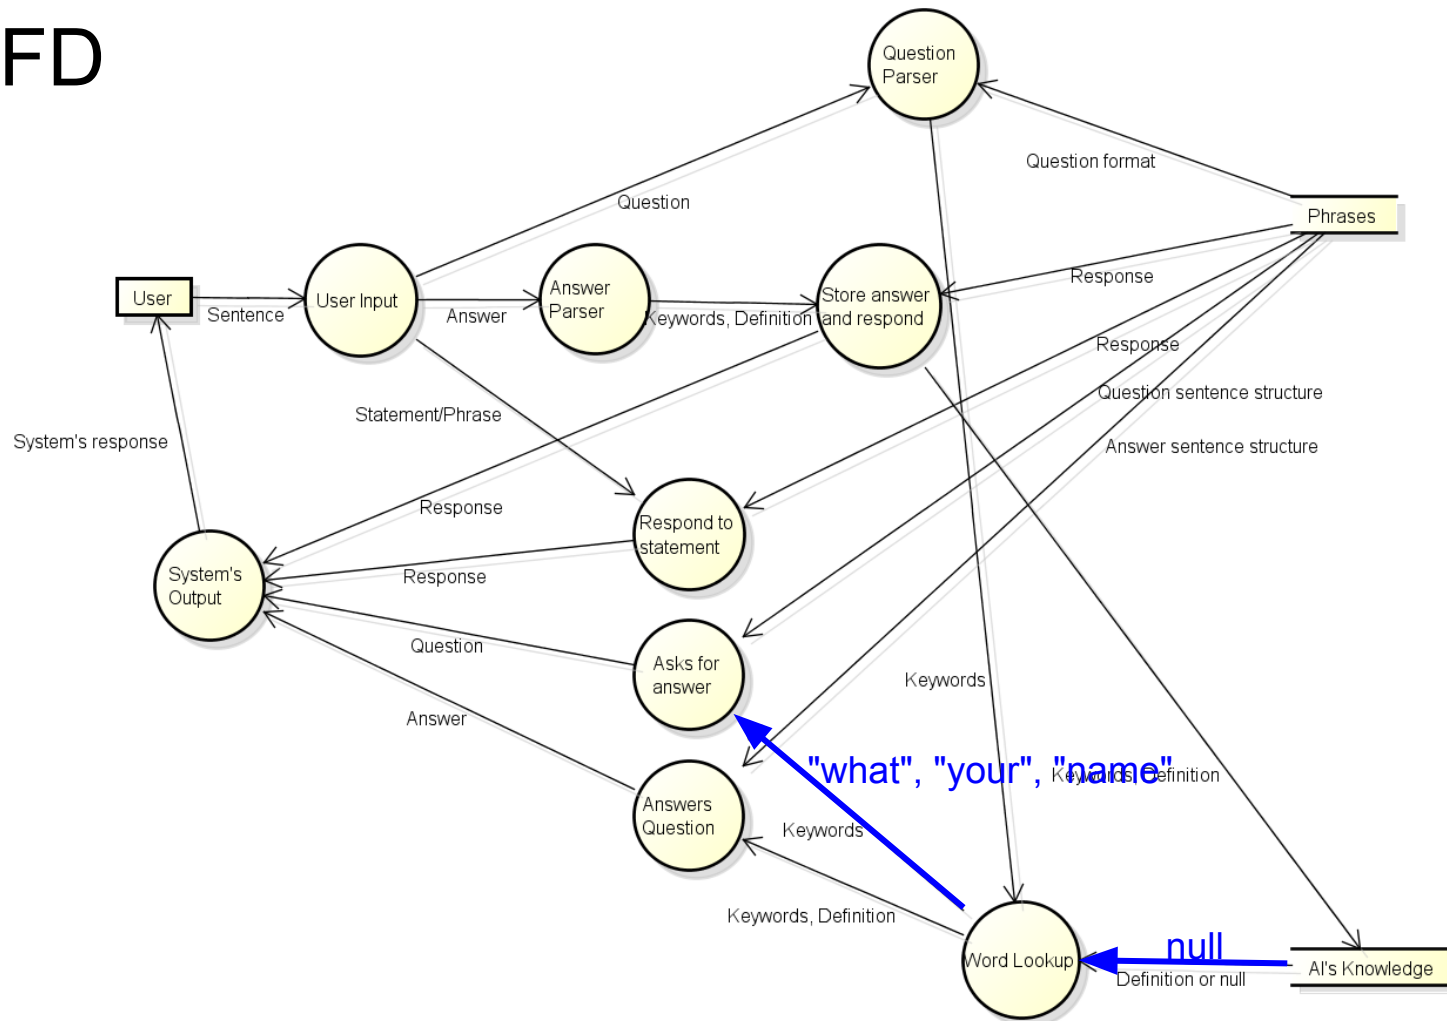 FD
Question
Parser
Question format
Question
Phrases
Response
User
Sentence
User Input
Answer
Answer
Parser
Keywords, Definition
Store answer
and respond
Response
Question sentence structure
Answer sentence structure
Statement/Phrase
System's response
Response
Respond to
statement
System's
Output
Response
Question
Asks for
answer
Keywords
Answer
"what", "your", "name"
Keywords, Definition
Answers
Question
Keywords
Keywords, Definition
Word Lookup
null
Definition or null
AI's Knowledge